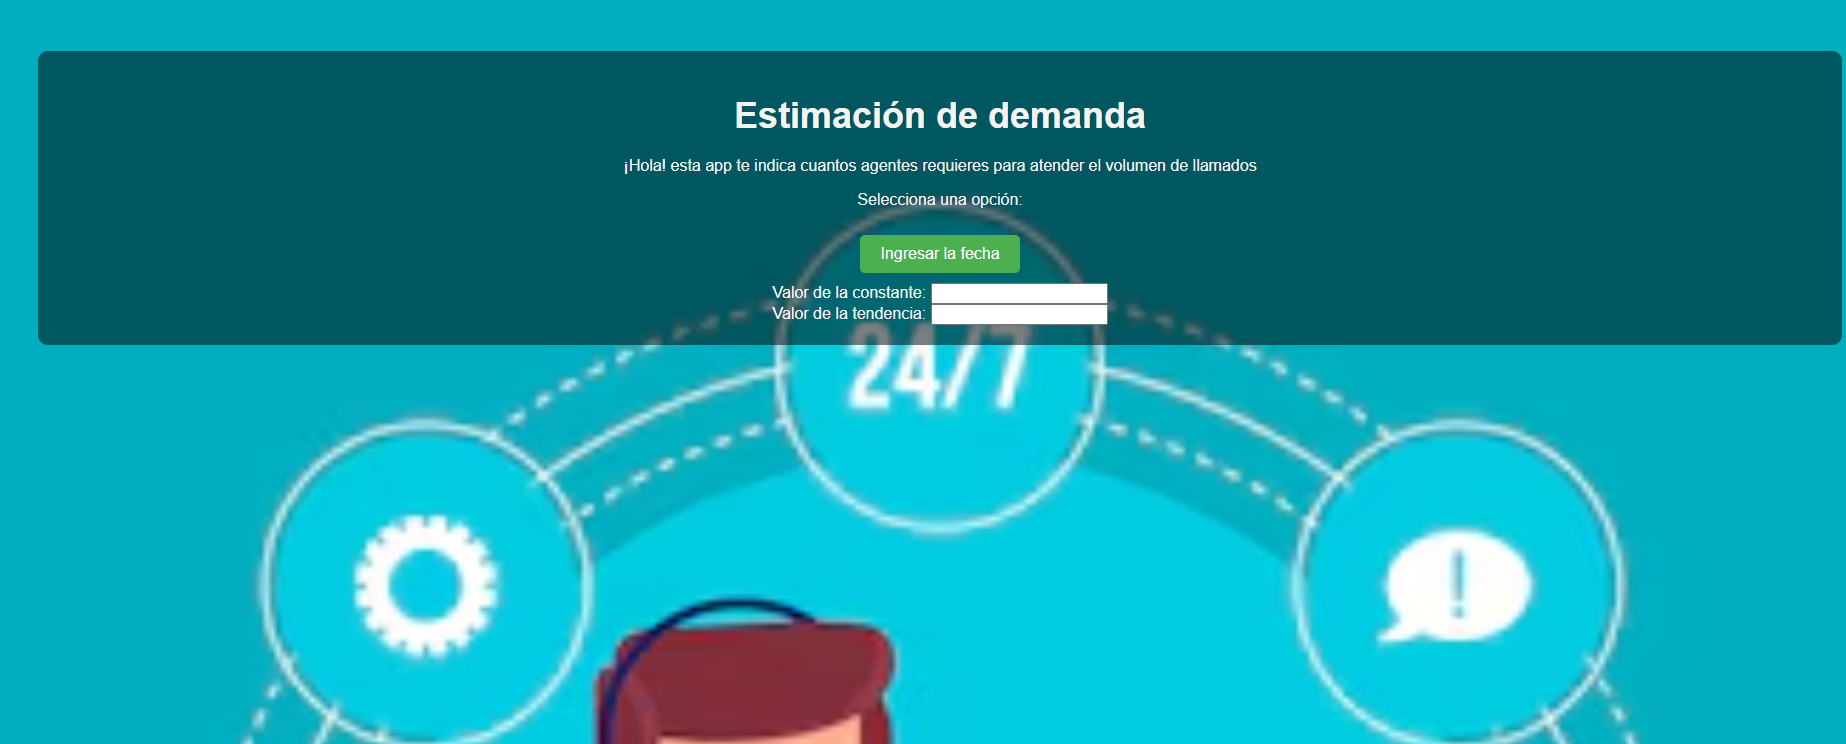 Estimación de demanda
¡Hola! esta app te indica cuantos agentes requieres para atender el volumen de llamados
Selecciona una opción:
Ingresar la fecha
Valor de la constante:
Valor de la tendencia:
24/7
!